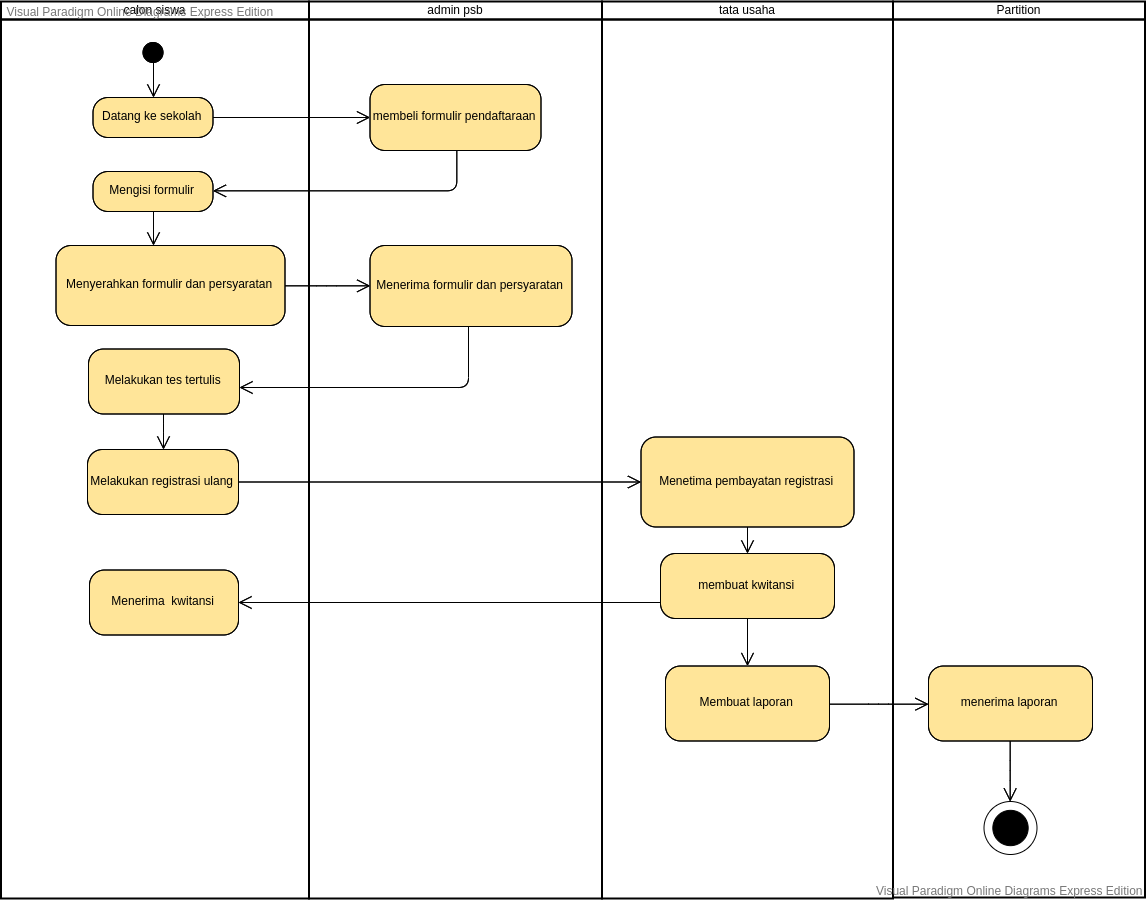 calon siswa
Visual Paradigm Online Diagrams Express Edition
admin psb
tata usaha
Partition
Datang ke sekolah
membeli formulir pendaftaraan
Mengisi formulir
Menyerahkan formulir dan persyaratan
Menerima formulir dan persyaratan
Melakukan tes tertulis
Melakukan registrasi ulang
Menetima pembayatan registrasi
membuat kwitansi
Menerima kwitansi
Membuat laporan
menerima laporan
Visual Paradigm Online Diagrams Express Edition